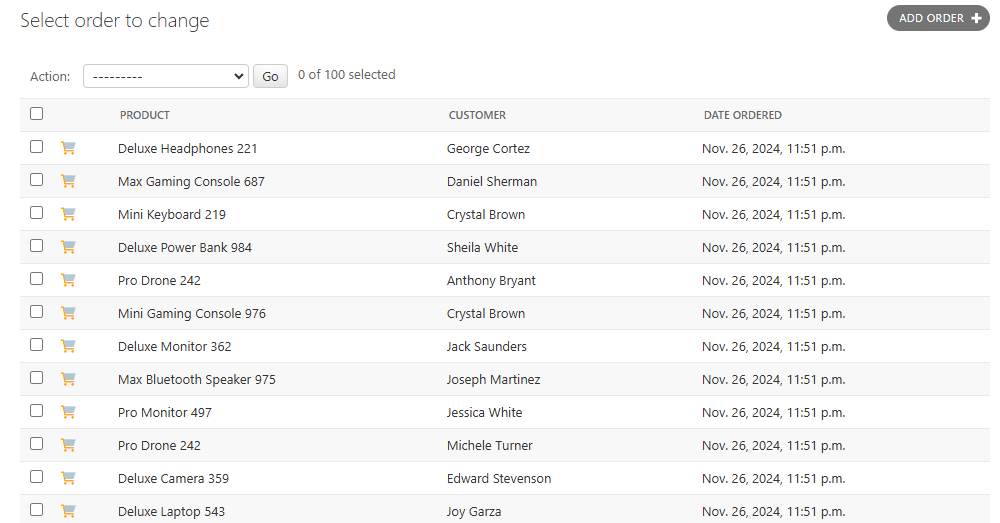 Select order to change
ADD ORDER +
Action: --------- Go 0 of 100 selected
PRODUCT CUSTOMER DATE ORDERED
Deluxe Headphones 221 George Cortez Nov. 26, 2024, 11:51 p.m.
Max Gaming Console 687 Daniel Sherman Nov. 26, 2024, 11:51 p.m.
Mini Keyboard 219 Crystal Brown Nov. 26, 2024, 11:51 p.m.
Deluxe Power Bank 984 Sheila White Nov. 26, 2024, 11:51 p.m.
Pro Drone 242 Anthony Bryant Nov. 26, 2024, 11:51 p.m.
Mini Gaming Console 976 Crystal Brown Nov. 26, 2024, 11:51 p.m.
Deluxe Monitor 362 Jack Saunders Nov. 26, 2024, 11:51 p.m.
Max Bluetooth Speaker 975 Joseph Martinez Nov. 26, 2024, 11:51 p.m.
Pro Monitor 497 Jessica White Nov. 26, 2024, 11:51 p.m.
Pro Drone 242 Michele Turner Nov. 26, 2024, 11:51 p.m.
Deluxe Camera 359 Edward Stevenson Nov. 26, 2024, 11:51 p.m.
Deluxe Laptop 543 Joy Garza Nov. 26, 2024, 11:51 p.m.